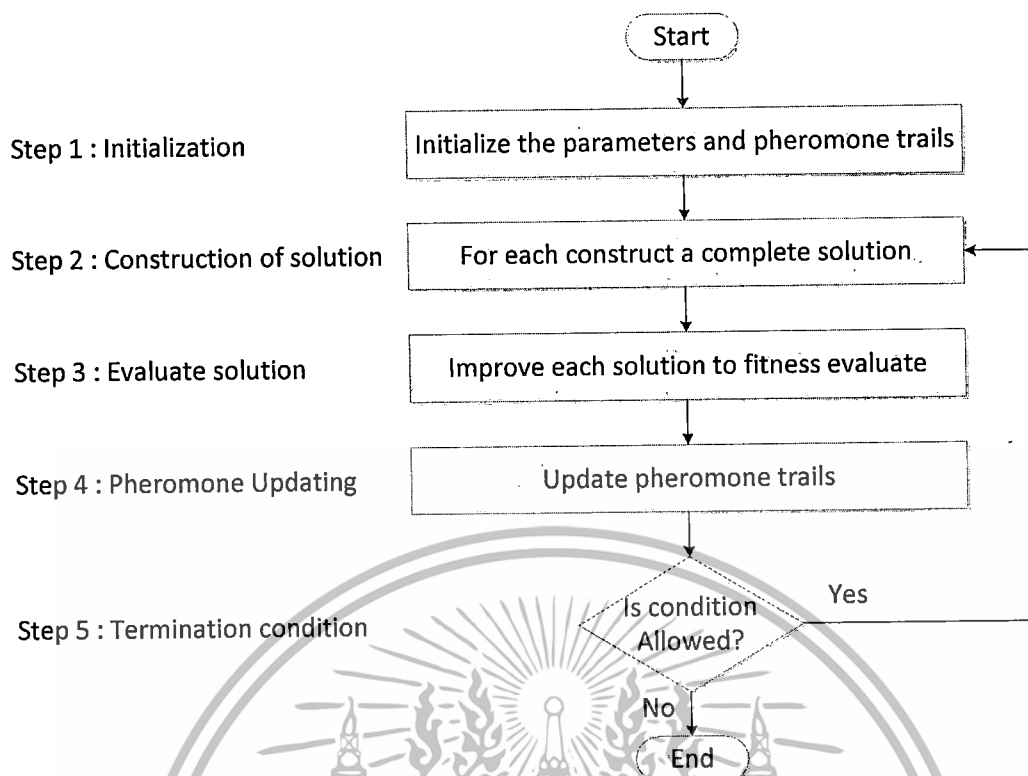 Start
Step 1 : Initialization
Initialize the parameters and pheromone trails
Step 2 : Construction of solution
For each construct a complete solution
Step 3 : Evaluate solution
Improve each solution to fitness evaluate
Step 4 : Pheromone Updating
Update pheromone trails
Step 5 : Termination condition
Is condition
Allowed?
Yes
No
End